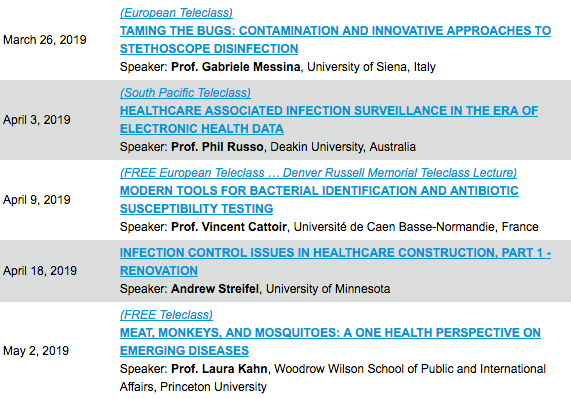 (European Teleclass)
March 26, 2019
TAMING THE BUGS: CONTAMINATION AND INNOVATIVE APPROACHES TO
STETHOSCOPE DISINFECTION
Speaker: Prof. Gabriele Messina, University of Siena, Italy
(South Pacific Teleclass)
April 3, 2019
HEALTHCARE ASSOCIATED INFECTION SURVEILLANCE IN THE ERA OF
ELECTRONIC HEALTH DATA
Speaker: Prof. Phil Russo, Deakin University, Australia
(FREE European Teleclass ... Denver Russell Memorial Teleclass Lecture)
April 9, 2019
MODERN TOOLS FOR BACTERIAL IDENTIFICATION AND ANTIBIOTIC
SUSCEPTIBILITY TESTING
Speaker: Prof. Vincent Cattoir, Université de Caen Basse-Normandie, France
April 18, 2019
INFECTION CONTROL ISSUES IN HEALTHCARE CONSTRUCTION, PART 1 -
RENOVATION
Speaker: Andrew Streifel, University of Minnesota
(FREE Teleclass)
May 2, 2019
MEAT, MONKEYS, AND MOSQUITOES: A ONE HEALTH PERSPECTIVE ON
EMERGING DISEASES
Speaker: Prof. Laura Kahn, Woodrow Wilson School of Public and International
Affairs, Princeton University